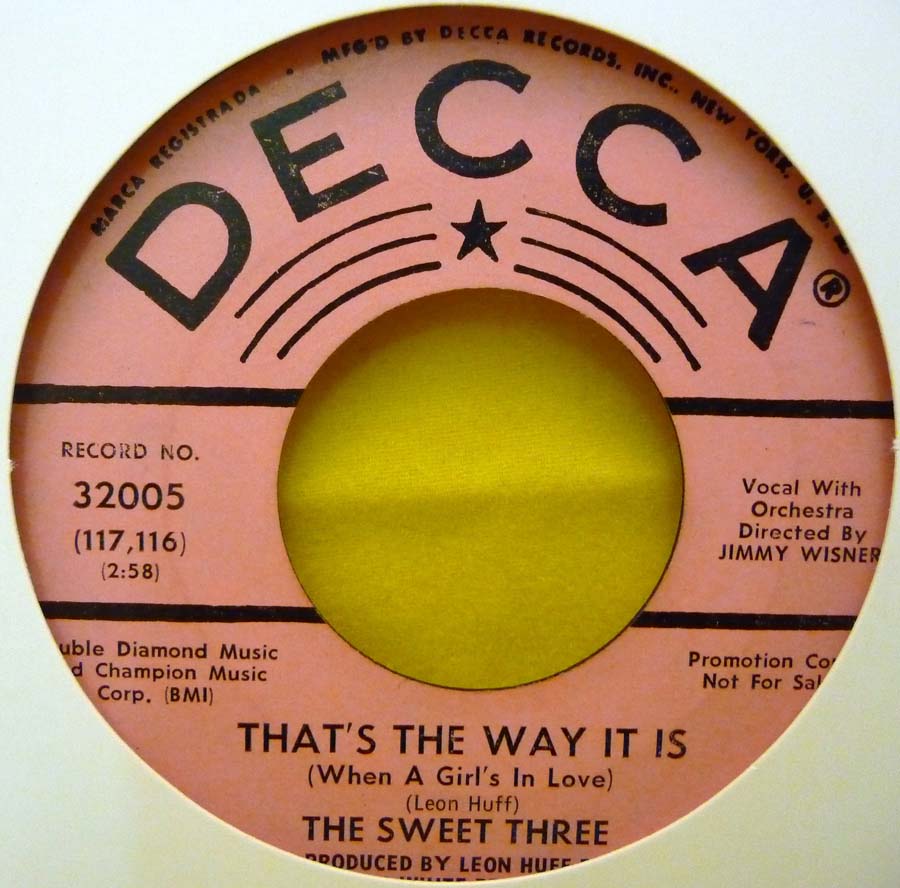 MARCA REGISTRADA • MFG'D BY DECCA RECORDS, INC., NEW YORK, U. S.
DECCA®
RECORD NO.
32005
(117,116)
(2:58)
Vocal With
Orchestra
Directed By
JIMMY WISNER
uble Diamond Music
d Champion Music
Corp. (BMI)
Promotion Co
Not For Sal
THAT'S THE WAY IT IS
(When A Girl's In Love)
(Leon Huff)
THE SWEET THREE
PRODUCED BY LEON HUFF